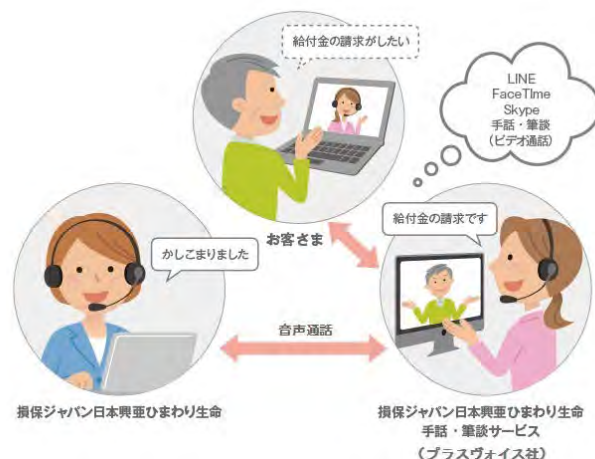 給付金の請求がしたい
LINE
FaceTIme
Skype
手話・筆談
(ビデオ通話)
お客さま
給付金の請求です
かしこまりました
音声通話
損保ジャパン日本興亜ひまわり生命
損保ジャパン日本興亜ひまわり生命
手話・筆談サービス
(プラスヴォイス社)